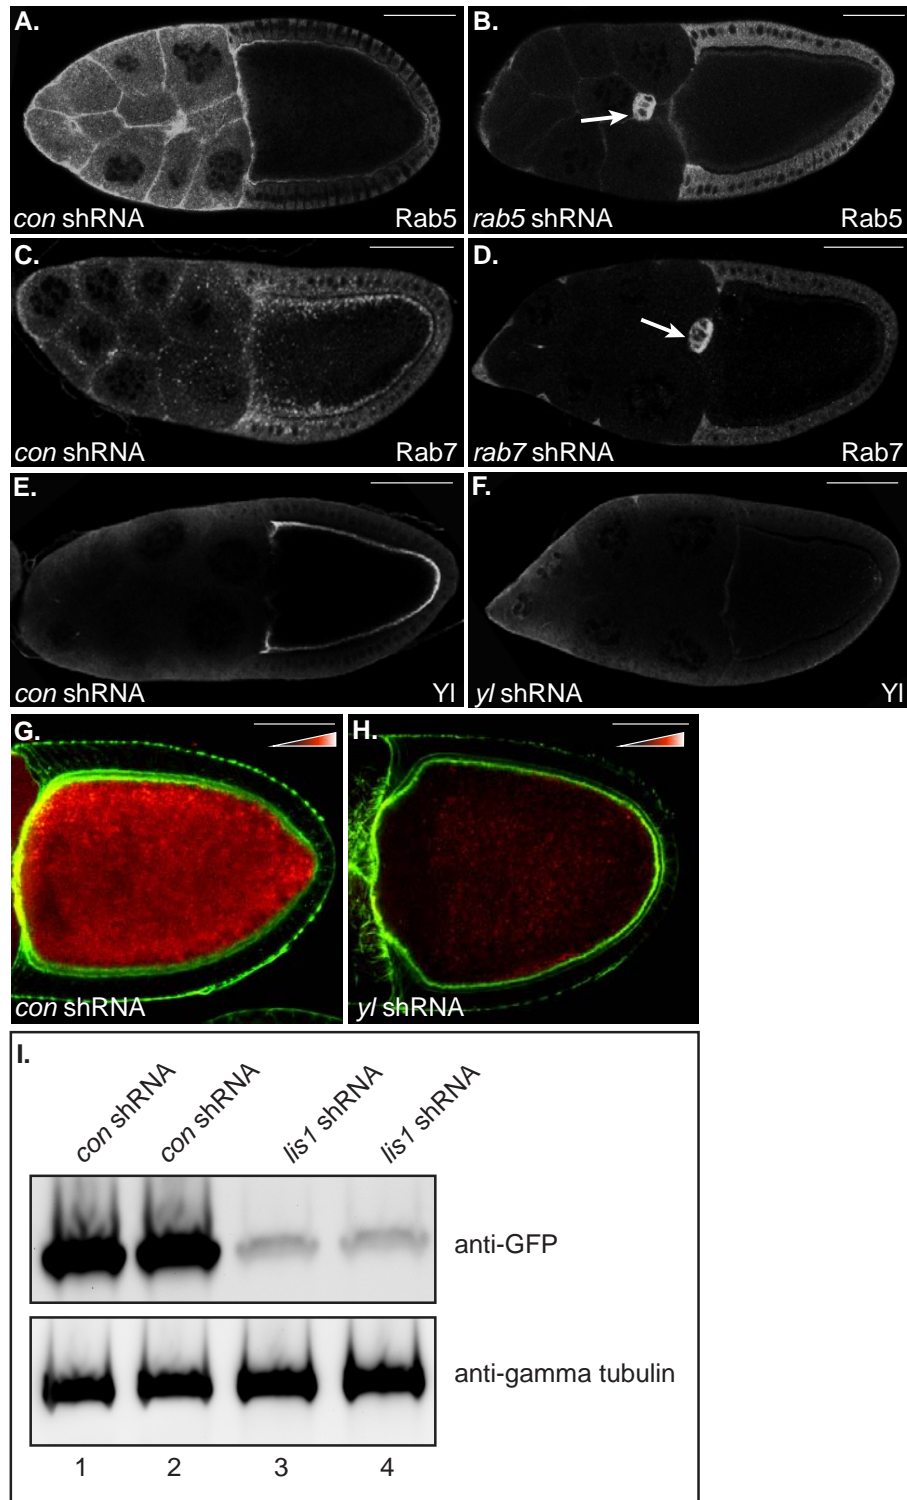 A.
con shRNA
Rab5
B.
rab5 shRNA
Rab5
C.
con shRNA
Rab7
D.
rab7 shRNA
Rab7
E.
con shRNA
Yl
F.
yl shRNA
Yl
G.
con shRNA
H.
yl shRNA
I.
con shRNA
con shRNA
lis1 shRNA
lis1 shRNA
anti-GFP
anti-gamma tubulin
1 2 3 4